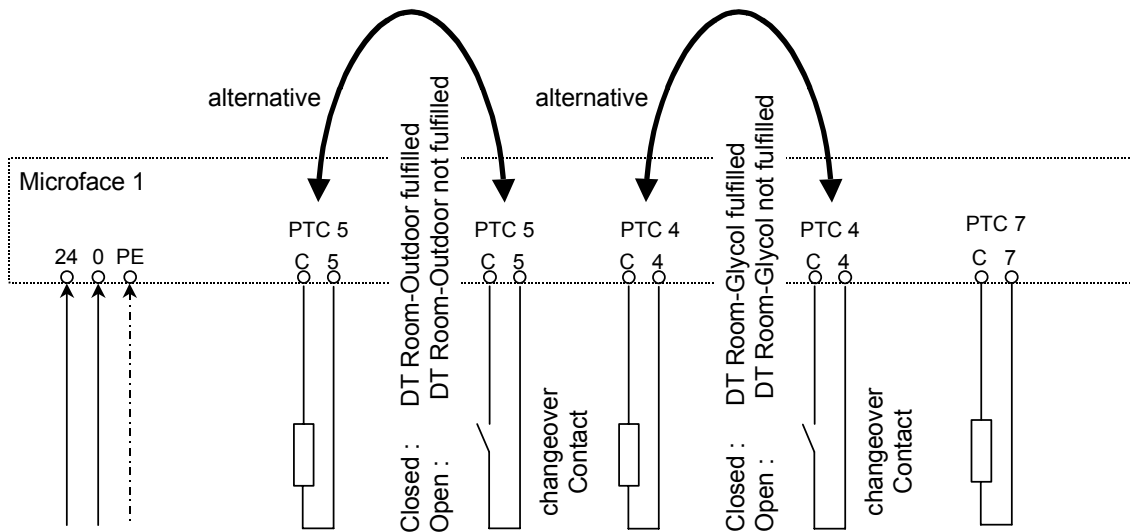 alternative
alternative
Microface 1
24 0 PE
PTC 5
C 5
Closed : DT Room-Outdoor fulfilled
Open : DT Room-Outdoor not fulfilled
PTC 5
C 5
changeover
Contact
PTC 4
C 4
Closed : DT Room-Glycol fulfilled
Open : DT Room-Glycol not fulfilled
PTC 4
C 4
changeover
Contact
PTC 7
C 7